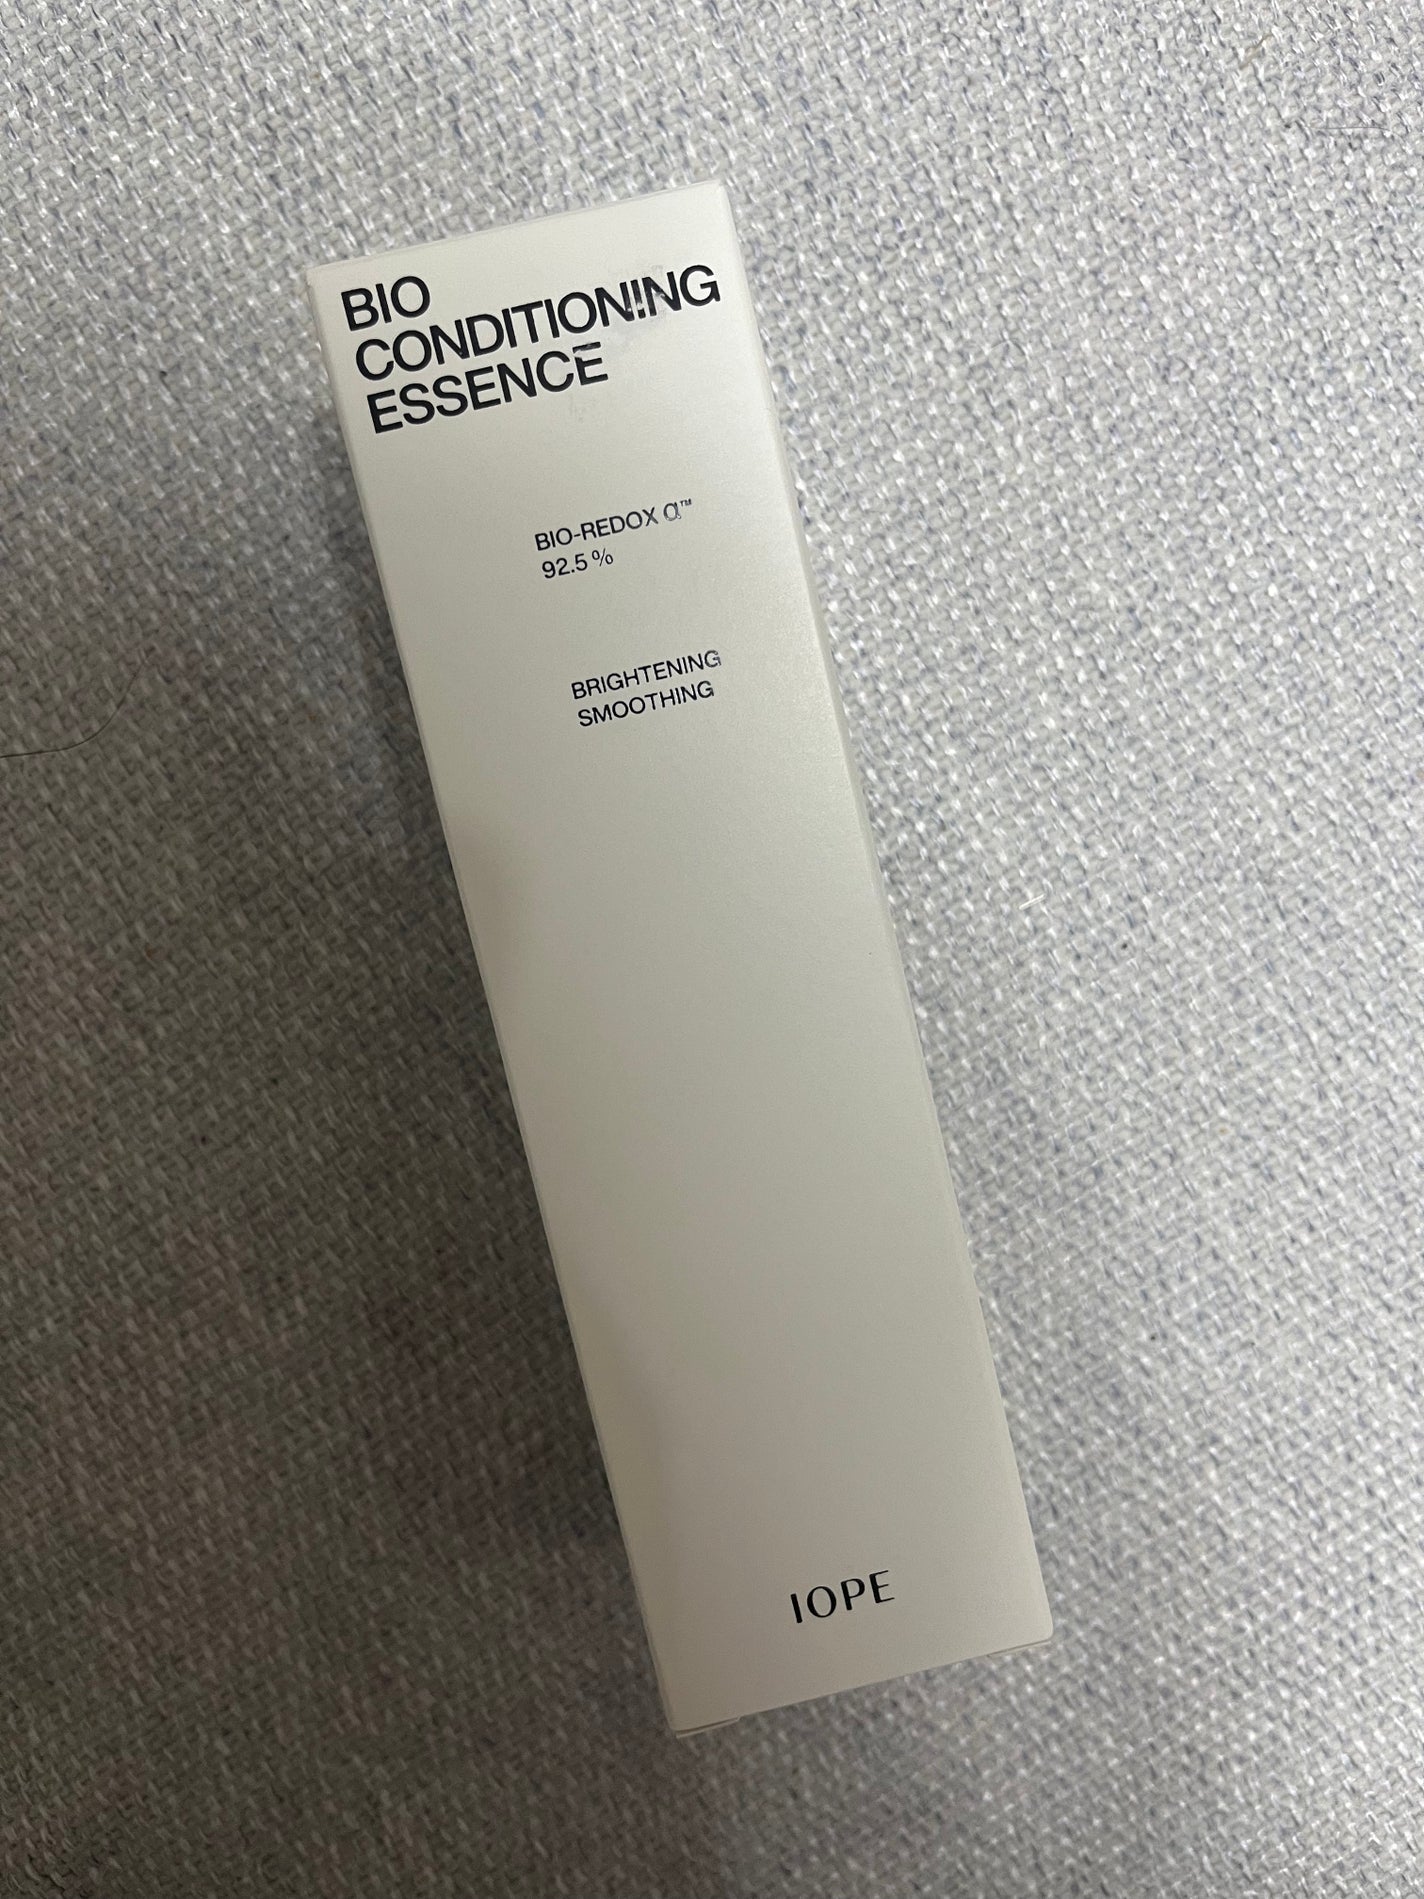 BIO
CONDITIONING
ESSENCE
BIO-REDOX α™
92.5 %
BRIGHTENING
SMOOTHING
IOPE